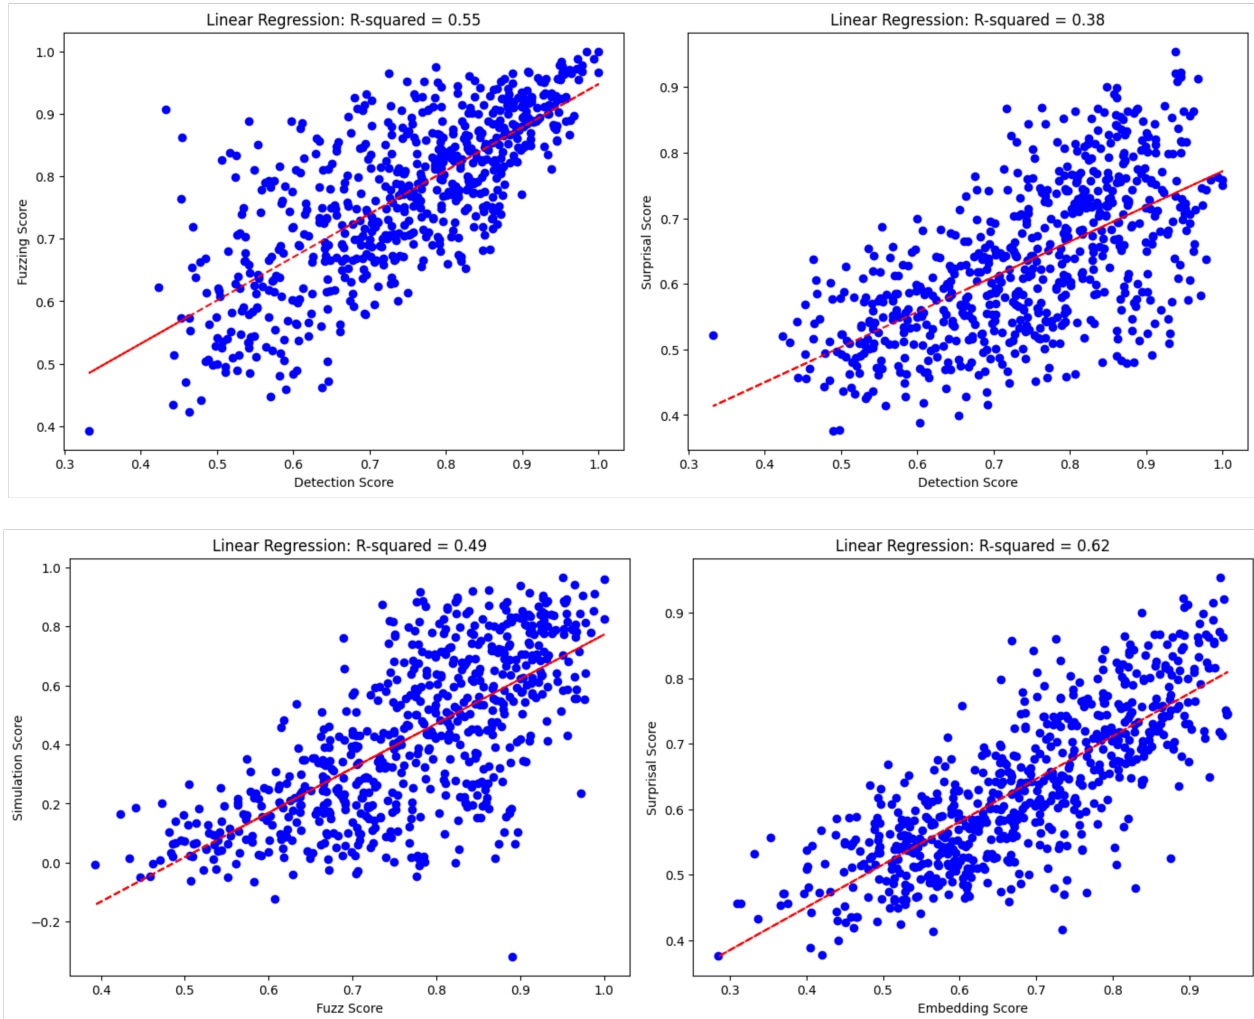 Linear Regression: R-squared = 0.55
Fuzzing Score
1.0
0.9
0.8
0.7
0.6
0.5
0.4
0.3 0.4 0.5 0.6 0.7 0.8 0.9 1.0
Detection Score
Linear Regression: R-squared = 0.38
Surprisal Score
0.9
0.8
0.7
0.6
0.5
0.4
0.3 0.4 0.5 0.6 0.7 0.8 0.9 1.0
Detection Score
Linear Regression: R-squared = 0.49
Simulation Score
1.0
0.8
0.6
0.4
0.2
0.0
−0.2
0.4 0.5 0.6 0.7 0.8 0.9 1.0
Fuzz Score
Linear Regression: R-squared = 0.62
Surprisal Score
0.9
0.8
0.7
0.6
0.5
0.4
0.3 0.4 0.5 0.6 0.7 0.8 0.9
Embedding Score